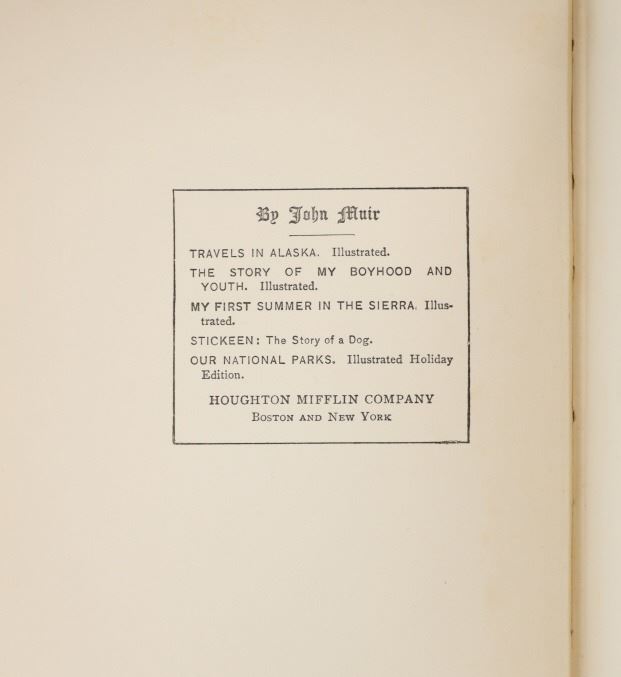 By John Muir
TRAVELS IN ALASKA. Illustrated.
THE STORY OF MY BOYHOOD AND
YOUTH. Illustrated.
MY FIRST SUMMER IN THE SIERRA. Illus-
trated.
STICKEEN: The Story of a Dog.
OUR NATIONAL PARKS. Illustrated Holiday
Edition.
HOUGHTON MIFFLIN COMPANY
BOSTON AND NEW YORK